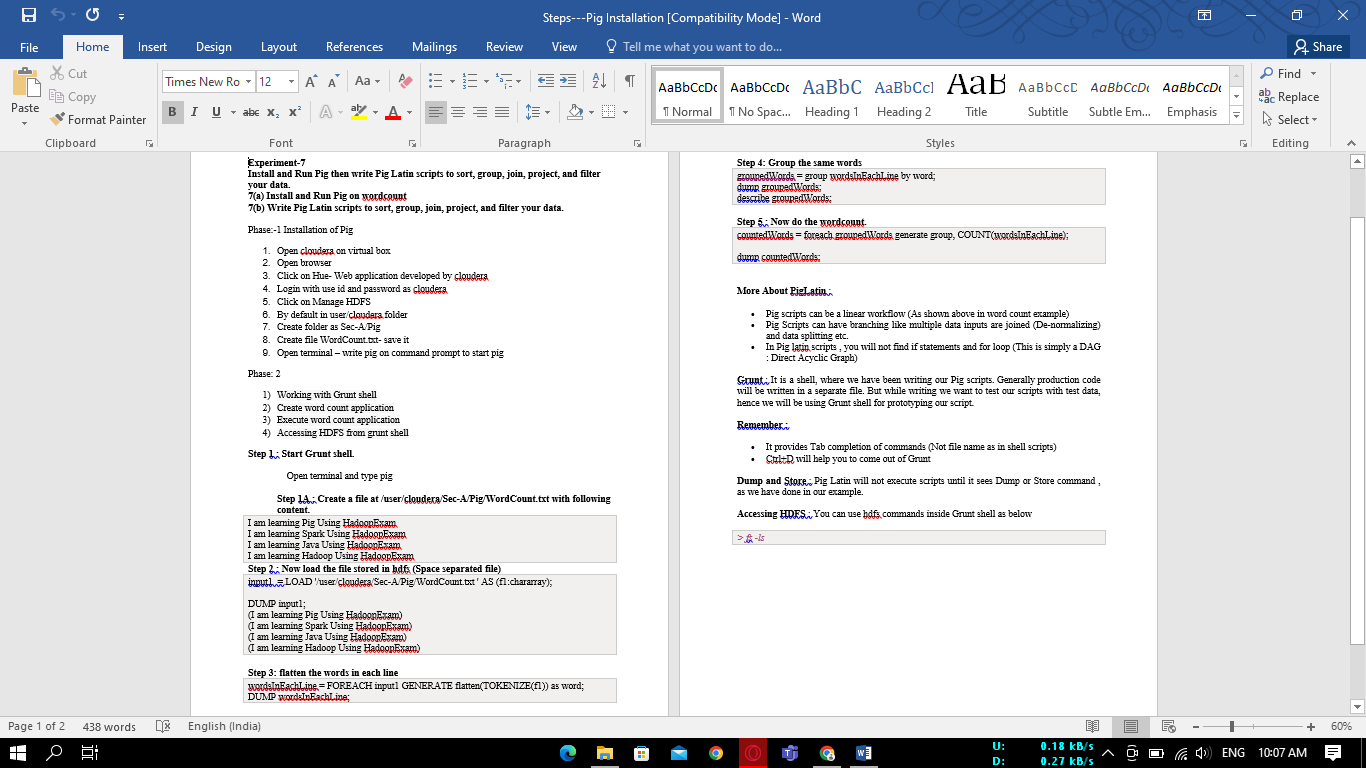 Steps---Pig Installation [Compatibility Mode] - Word
File Home Insert Design Layout References Mailings Review View Tell me what you want to do... Share
Paste
Cut
Copy
Format Painter
Clipboard
Times New Ro 12
Font
Paragraph
AaBbCcDc AaBbCcDc AaBbC AaBbCcI AaB AaBbCcD AaBbCcDc AaBbCcDc
¶ Normal ¶ No Spac... Heading 1 Heading 2 Title Subtitle Subtle Em... Emphasis
Styles
Find
Replace
Select
Editing
Experiment-7
Install and Run Pig then write Pig Latin scripts to sort, group, join, project, and filter
your data.
7(a) Install and Run Pig on wordcount
7(b) Write Pig Latin scripts to sort, group, join, project, and filter your data.
Phase:-1 Installation of Pig
1. Open cloudera on virtual box
2. Open browser
3. Click on Hue- Web application developed by cloudera
4. Login with use id and password as cloudera
5. Click on Manage HDFS
6. By default in user/cloudera folder
7. Create folder as Sec-A/Pig
8. Create file WordCount.txt- save it
9. Open terminal – write pig on command prompt to start pig
Phase: 2
1) Working with Grunt shell
2) Create word count application
3) Execute word count application
4) Accessing HDFS from grunt shell
Step 1 : Start Grunt shell.
Open terminal and type pig
Step 1A : Create a file at /user/cloudera/Sec-A/Pig/WordCount.txt with following
content.
I am learning Pig Using HadoopExam
I am learning Spark Using HadoopExam
I am learning Java Using HadoopExam
I am learning Hadoop Using HadoopExam
Step 2 : Now load the file stored in hdfs (Space separated file)
input1 = LOAD '/user/cloudera/Sec-A/Pig/WordCount.txt ' AS (f1:chararray);
DUMP input1;
(I am learning Pig Using HadoopExam)
(I am learning Spark Using HadoopExam)
(I am learning Java Using HadoopExam)
(I am learning Hadoop Using HadoopExam)
Step 3: flatten the words in each line
wordsInEachLine = FOREACH input1 GENERATE flatten(TOKENIZE(f1)) as word;
DUMP wordsInEachLine;
Step 4: Group the same words
groupedWords = group wordsInEachLine by word;
dump groupedWords;
describe groupedWords;
Step 5 : Now do the wordcount.
countedWords = foreach groupedWords generate group, COUNT(wordsInEachLine);
dump countedWords;
More About PigLatin :
• Pig scripts can be a linear workflow (As shown above in word count example)
• Pig Scripts can have branching like multiple data inputs are joined (De-normalizing)
and data splitting etc.
• In Pig latin scripts , you will not find if statements and for loop (This is simply a DAG
: Direct Acyclic Graph)
Grunt : It is a shell, where we have been writing our Pig scripts. Generally production code
will be written in a separate file. But while writing we want to test our scripts with test data,
hence we will be using Grunt shell for prototyping our script.
Remember :
• It provides Tab completion of commands (Not file name as in shell scripts)
• Ctrl+D will help you to come out of Grunt
Dump and Store : Pig Latin will not execute scripts until it sees Dump or Store command ,
as we have done in our example.
Accessing HDFS : You can use hdfs commands inside Grunt shell as below
> fs -ls
Page 1 of 2 438 words English (India) 60%
U: 0.18 kB/s
D: 0.27 kB/s
ENG 10:07 AM